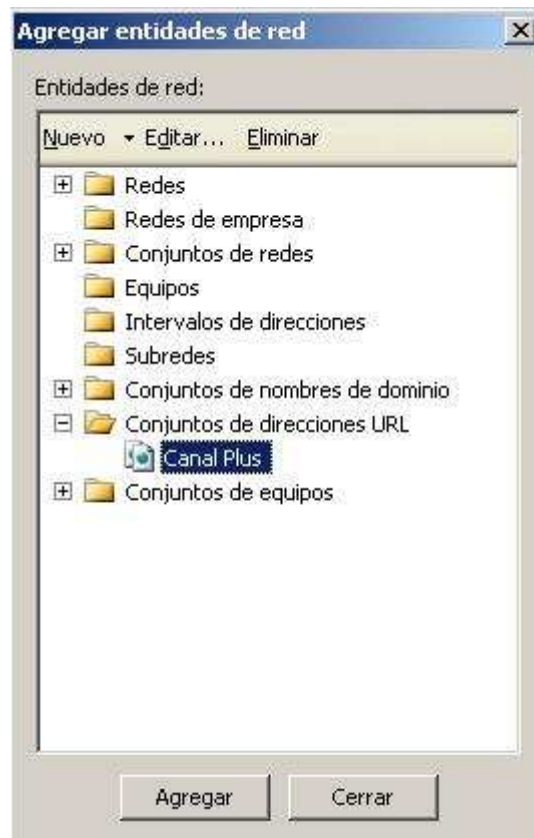 Agregar entidades de red
Entidades de red:
Nuevo Editar... Eliminar
Redes
Redes de empresa
Conjuntos de redes
Equipos
Intervalos de direcciones
Subredes
Conjuntos de nombres de dominio
Conjuntos de direcciones URL
Canal Plus
Conjuntos de equipos
Agregar Cerrar